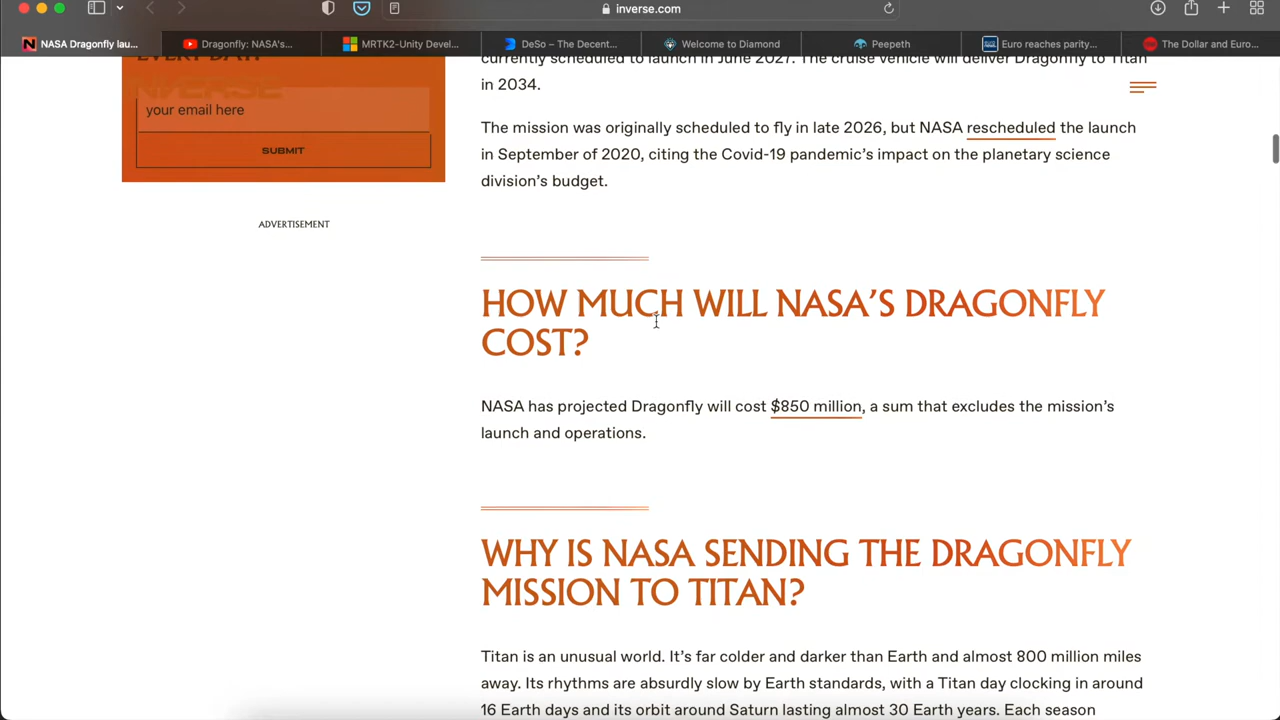 inverse.com
NASA Dragonfly lau...
Dragonfly: NASA's...
MRTK2-Unity Devel...
DeSo – The Decent...
Welcome to Diamond
Peepeth
Euro reaches parity...
The Dollar and Euro...
EVERY DAY.
your email here
SUBMIT
ADVERTISEMENT
currently scheduled to launch in June 2027. The cruise vehicle will deliver Dragonfly to Titan
in 2034.
The mission was originally scheduled to fly in late 2026, but NASA rescheduled the launch
in September of 2020, citing the Covid-19 pandemic’s impact on the planetary science
division’s budget.
HOW MUCH WILL NASA’S DRAGONFLY
COST?
NASA has projected Dragonfly will cost $850 million, a sum that excludes the mission’s
launch and operations.
WHY IS NASA SENDING THE DRAGONFLY
MISSION TO TITAN?
Titan is an unusual world. It’s far colder and darker than Earth and almost 800 million miles
away. Its rhythms are absurdly slow by Earth standards, with a Titan day clocking in around
16 Earth days and its orbit around Saturn lasting almost 30 Earth years. Each season